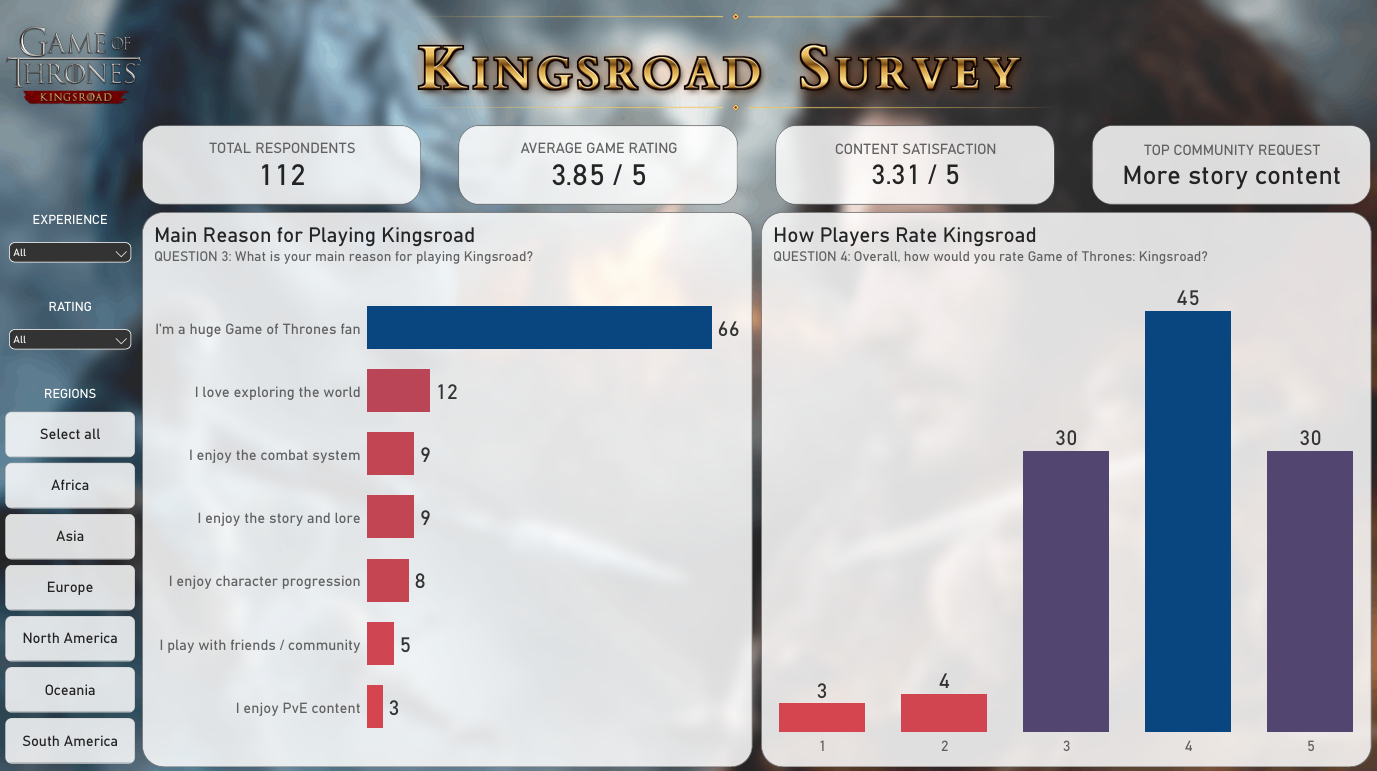 GAME OF
THRONES
KINGSROAD
KINGSROAD SURVEY
TOTAL RESPONDENTS
112
AVERAGE GAME RATING
3.85 / 5
CONTENT SATISFACTION
3.31 / 5
TOP COMMUNITY REQUEST
More story content
EXPERIENCE
All
RATING
All
REGIONS
Select all
Africa
Asia
Europe
North America
Oceania
South America
Main Reason for Playing Kingsroad
QUESTION 3: What is your main reason for playing Kingsroad?
I'm a huge Game of Thrones fan 66
I love exploring the world 12
I enjoy the combat system 9
I enjoy the story and lore 9
I enjoy character progression 8
I play with friends / community 5
I enjoy PvE content 3
How Players Rate Kingsroad
QUESTION 4: Overall, how would you rate Game of Thrones: Kingsroad?
3 4 30 45 30
1 2 3 4 5